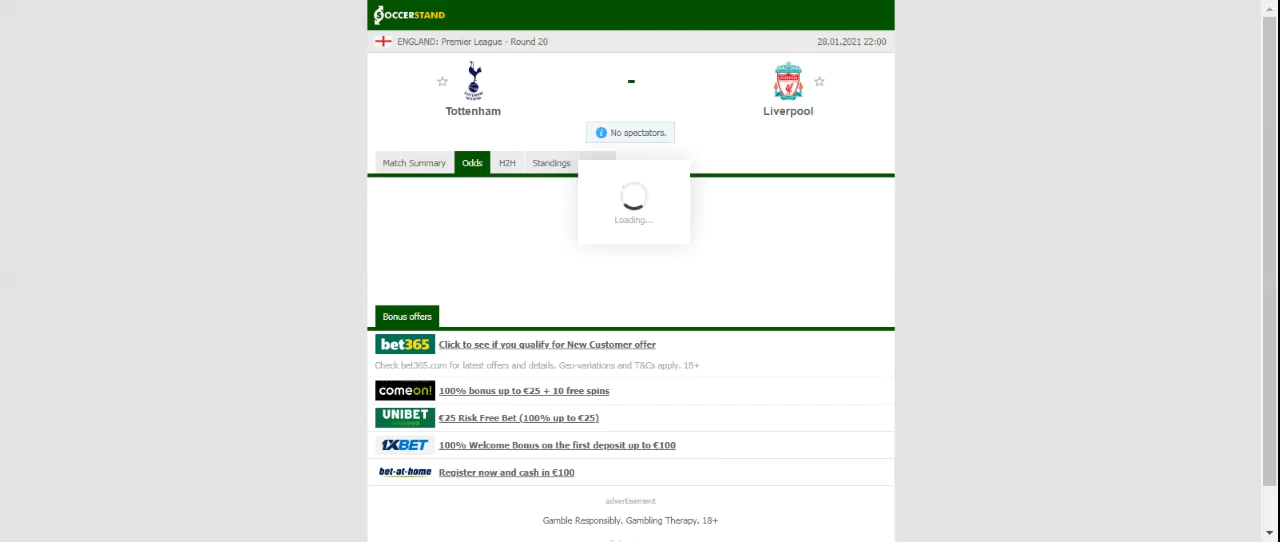 SOCCERSTAND
ENGLAND: Premier League - Round 20 28.01.2021 22:00
-
Tottenham Liverpool
No spectators.
Match Summary Odds H2H Standings
Loading...
Bonus offers
bet365 Click to see if you qualify for New Customer offer
Check bet365.com for latest offers and details. Geo-variations and T&Cs apply. 18+
comeon! 100% bonus up to €25 + 10 free spins
UNIBET €25 Risk Free Bet (100% up to €25)
1XBET 100% Welcome Bonus on the first deposit up to €100
bet-at-home Register now and cash in €100
advertisement
Gamble Responsibly. Gambling Therapy. 18+